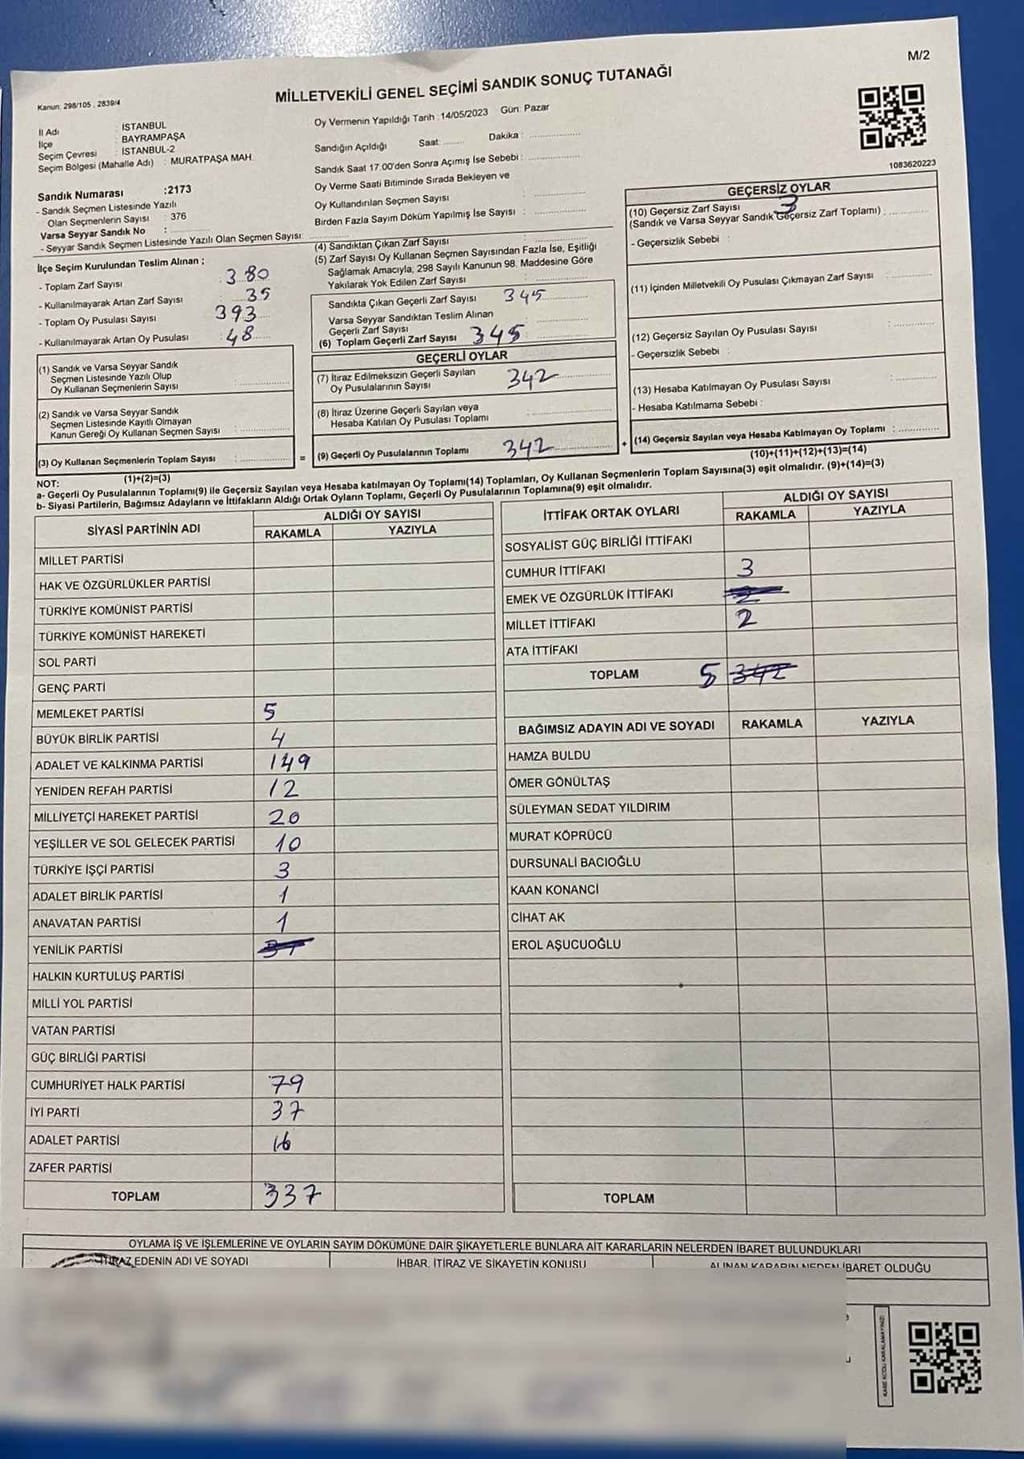 M/2
MİLLETVEKİLİ GENEL SEÇİMİ SANDIK SONUÇ TUTANAĞI
Kanun: 298/105 , 2839/4
İl Adı : İSTANBUL
İlçe : BAYRAMPAŞA
Seçim Çevresi : İSTANBUL-2
Seçim Bölgesi (Mahalle Adı) : MURATPAŞA MAH.
Sandık Numarası :2173
- Sandık Seçmen Listesinde Yazılı
Olan Seçmenlerin Sayısı : 376
Varsa Seyyar Sandık No :
- Seyyar Sandık Seçmen Listesinde Yazılı Olan Seçmen Sayısı:
İlçe Seçim Kurulundan Teslim Alınan ;
- Toplam Zarf Sayısı : 380
- Kullanılmayarak Artan Zarf Sayısı : 35
- Toplam Oy Pusulası Sayısı : 393
- Kullanılmayarak Artan Oy Pusulası : 48
(1) Sandık ve Varsa Seyyar Sandık
Seçmen Listesinde Yazılı Olup
Oy Kullanan Seçmenlerin Sayısı :
(2) Sandık ve Varsa Seyyar Sandık
Seçmen Listesinde Kayıtlı Olmayan
Kanun Gereği Oy Kullanan Seçmen Sayısı :
(3) Oy Kullanan Seçmenlerin Toplam Sayısı :
(1)+(2)=(3)
Oy Vermenin Yapıldığı Tarih :14/05/2023 Gün: Pazar
Sandığın Açıldığı Saat: Dakika :
Sandık Saat 17:00'den Sonra Açımış İse Sebebi :
Oy Verme Saati Bitiminde Sırada Bekleyen ve
Oy Kullandırılan Seçmen Sayısı :
Birden Fazla Sayım Döküm Yapılmış İse Sayısı :
(4) Sandıktan Çıkan Zarf Sayısı :
(5) Zarf Sayısı Oy Kullanan Seçmen Sayısından Fazla İse, Eşitliği
Sağlamak Amacıyla, 298 Sayılı Kanunun 98. Maddesine Göre
Yakılarak Yok Edilen Zarf Sayısı :
Sandıkta Çıkan Geçerli Zarf Sayısı : 345
Varsa Seyyar Sandıktan Teslim Alınan
Geçerli Zarf Sayısı :
(6) Toplam Geçerli Zarf Sayısı : 345
GEÇERLİ OYLAR
(7) İtiraz Edilmeksizin Geçerli Sayılan
Oy Pusulalarının Sayısı : 342
(8) İtiraz Üzerine Geçerli Sayılan veya
Hesaba Katılan Oy Pusulası Toplamı :
= (9) Geçerli Oy Pusulalarının Toplamı : 342 +
1083620223
GEÇERSİZ OYLAR
(10) Geçersiz Zarf Sayısı 3
(Sandık ve Varsa Seyyar Sandık Geçersiz Zarf Toplamı) :
- Geçersizlik Sebebi :
(11) İçinden Milletvekili Oy Pusulası Çıkmayan Zarf Sayısı :
(12) Geçersiz Sayılan Oy Pusulası Sayısı :
- Geçersizlik Sebebi :
(13) Hesaba Katılmayan Oy Pusulası Sayısı :
- Hesaba Katılmama Sebebi :
(14) Geçersiz Sayılan veya Hesaba Katılmayan Oy Toplamı :
(10)+(11)+(12)+(13)=(14)
NOT:
a- Geçerli Oy Pusulalarının Toplamı(9) ile Geçersiz Sayılan veya Hesaba katılmayan Oy Toplamı(14) Toplamları, Oy Kullanan Seçmenlerin Toplam Sayısına(3) eşit olmalıdır. (9)+(14)=(3)
b- Siyasi Partilerin, Bağımsız Adayların ve İttifakların Aldığı Ortak Oyların Toplamı, Geçerli Oy Pusulalarının Toplamına(9) eşit olmalıdır.
SİYASİ PARTİNİN ADI ALDIĞI OY SAYISI
RAKAMLA YAZIYLA
MİLLET PARTİSİ
HAK VE ÖZGÜRLÜKLER PARTİSİ
TÜRKİYE KOMÜNİST PARTİSİ
TÜRKİYE KOMÜNİST HAREKETİ
SOL PARTİ
GENÇ PARTİ
MEMLEKET PARTİSİ 5
BÜYÜK BİRLİK PARTİSİ 4
ADALET VE KALKINMA PARTİSİ 149
YENİDEN REFAH PARTİSİ 12
MİLLİYETÇİ HAREKET PARTİSİ 20
YEŞİLLER VE SOL GELECEK PARTİSİ 10
TÜRKİYE İŞÇİ PARTİSİ 3
ADALET BİRLİK PARTİSİ 1
ANAVATAN PARTİSİ 1
YENİLİK PARTİSİ
HALKIN KURTULUŞ PARTİSİ
MİLLİ YOL PARTİSİ
VATAN PARTİSİ
GÜÇ BİRLİĞİ PARTİSİ
CUMHURİYET HALK PARTİSİ 79
İYİ PARTİ 37
ADALET PARTİSİ 16
ZAFER PARTİSİ
TOPLAM 337
İTTİFAK ORTAK OYLARI ALDIĞI OY SAYISI
RAKAMLA YAZIYLA
SOSYALİST GÜÇ BİRLİĞİ İTTİFAKI
CUMHUR İTTİFAKI 3
EMEK VE ÖZGÜRLÜK İTTİFAKI 2
MİLLET İTTİFAKI 2
ATA İTTİFAKI
TOPLAM 5 342
BAĞIMSIZ ADAYIN ADI VE SOYADI RAKAMLA YAZIYLA
HAMZA BULDU
ÖMER GÖNÜLTAŞ
SÜLEYMAN SEDAT YILDIRIM
MURAT KÖPRÜCÜ
DURSUNALİ BACIOĞLU
KAAN KONANCİ
CİHAT AK
EROL AŞUCUOĞLU
TOPLAM
OYLAMA İŞ VE İŞLEMLERİNE VE OYLARIN SAYIM DÖKÜMÜNE DAİR ŞİKAYETLERLE BUNLARA AİT KARARLARIN NELERDEN İBARET BULUNDUKLARI
İTİRAZ EDENİN ADI VE SOYADI İHBAR, İTİRAZ VE ŞİKAYETİN KONUSU ALINAN KARARIN NEDEN İBARET OLDUĞU